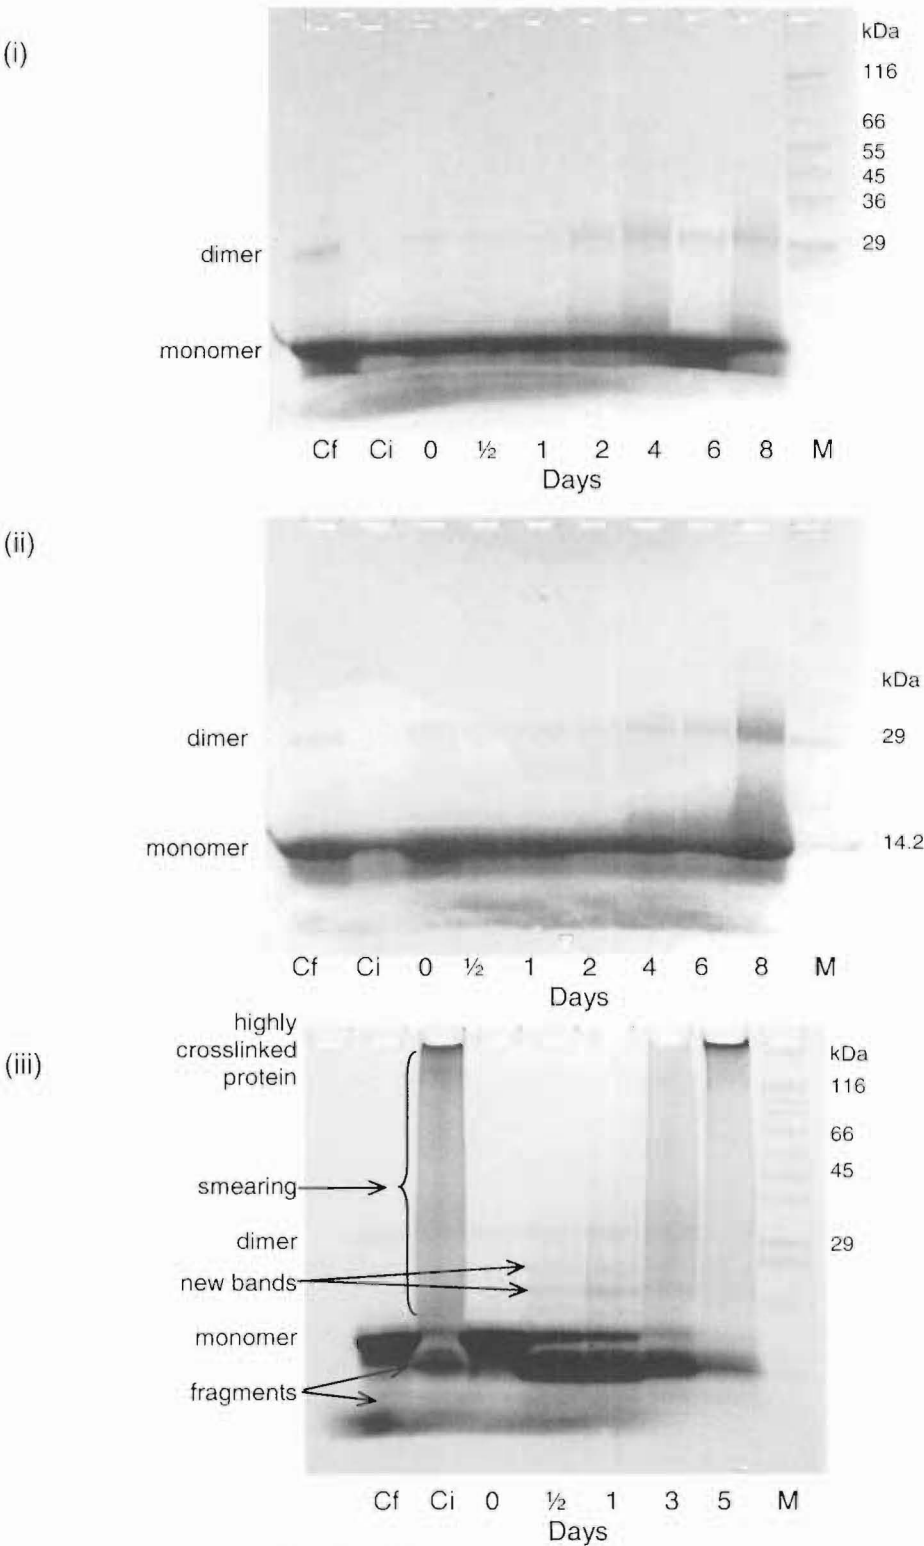 (i)
kDa
116
66
55
45
36
29
dimer
monomer
Cf Ci 0 ½ 1 2 4 6 8 M
Days
(ii)
kDa
dimer
29
monomer
14.2
Cf Ci 0 ½ 1 2 4 6 8 M
Days
(iii)
highly
crosslinked
protein
kDa
116
66
45
smearing
dimer
29
new bands
monomer
fragments
Cf Ci 0 ½ 1 3 5 M
Days